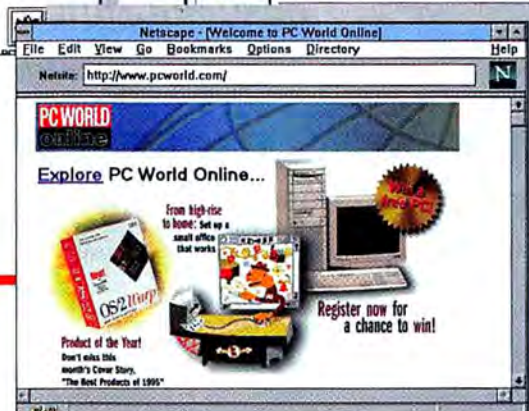 Netscape - [Welcome to PC World Online]
File Edit View Go Bookmarks Options Directory Help
Netsite: http://www.pcworld.com/
N
PC WORLD
online
Explore PC World Online...
Win a
free PC!
From high-rise
to home: Set up a
small office
that works
OS/2 Warp
Register now for
a chance to win!
Product of the Year!
Don't miss this
month's Cover Story,
"The Best Products of 1995"